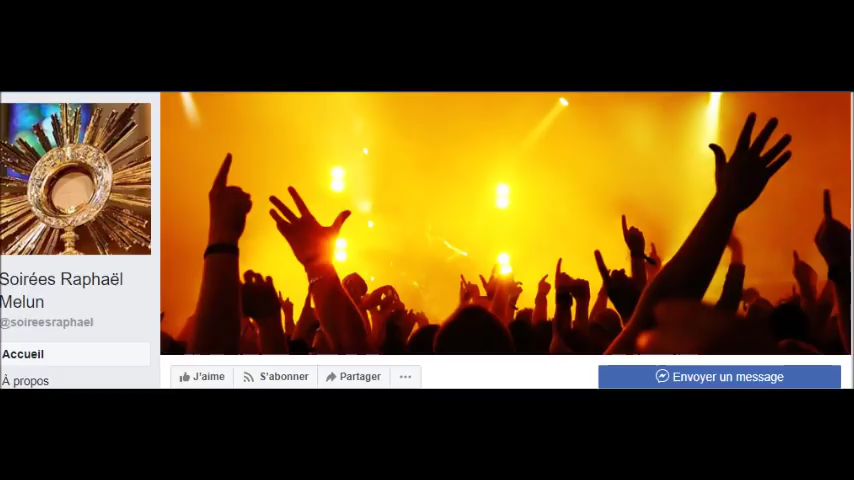 Soirées Raphaël
Melun
@soireesraphael
Accueil
À propos
J'aime
S'abonner
Partager
Envoyer un message